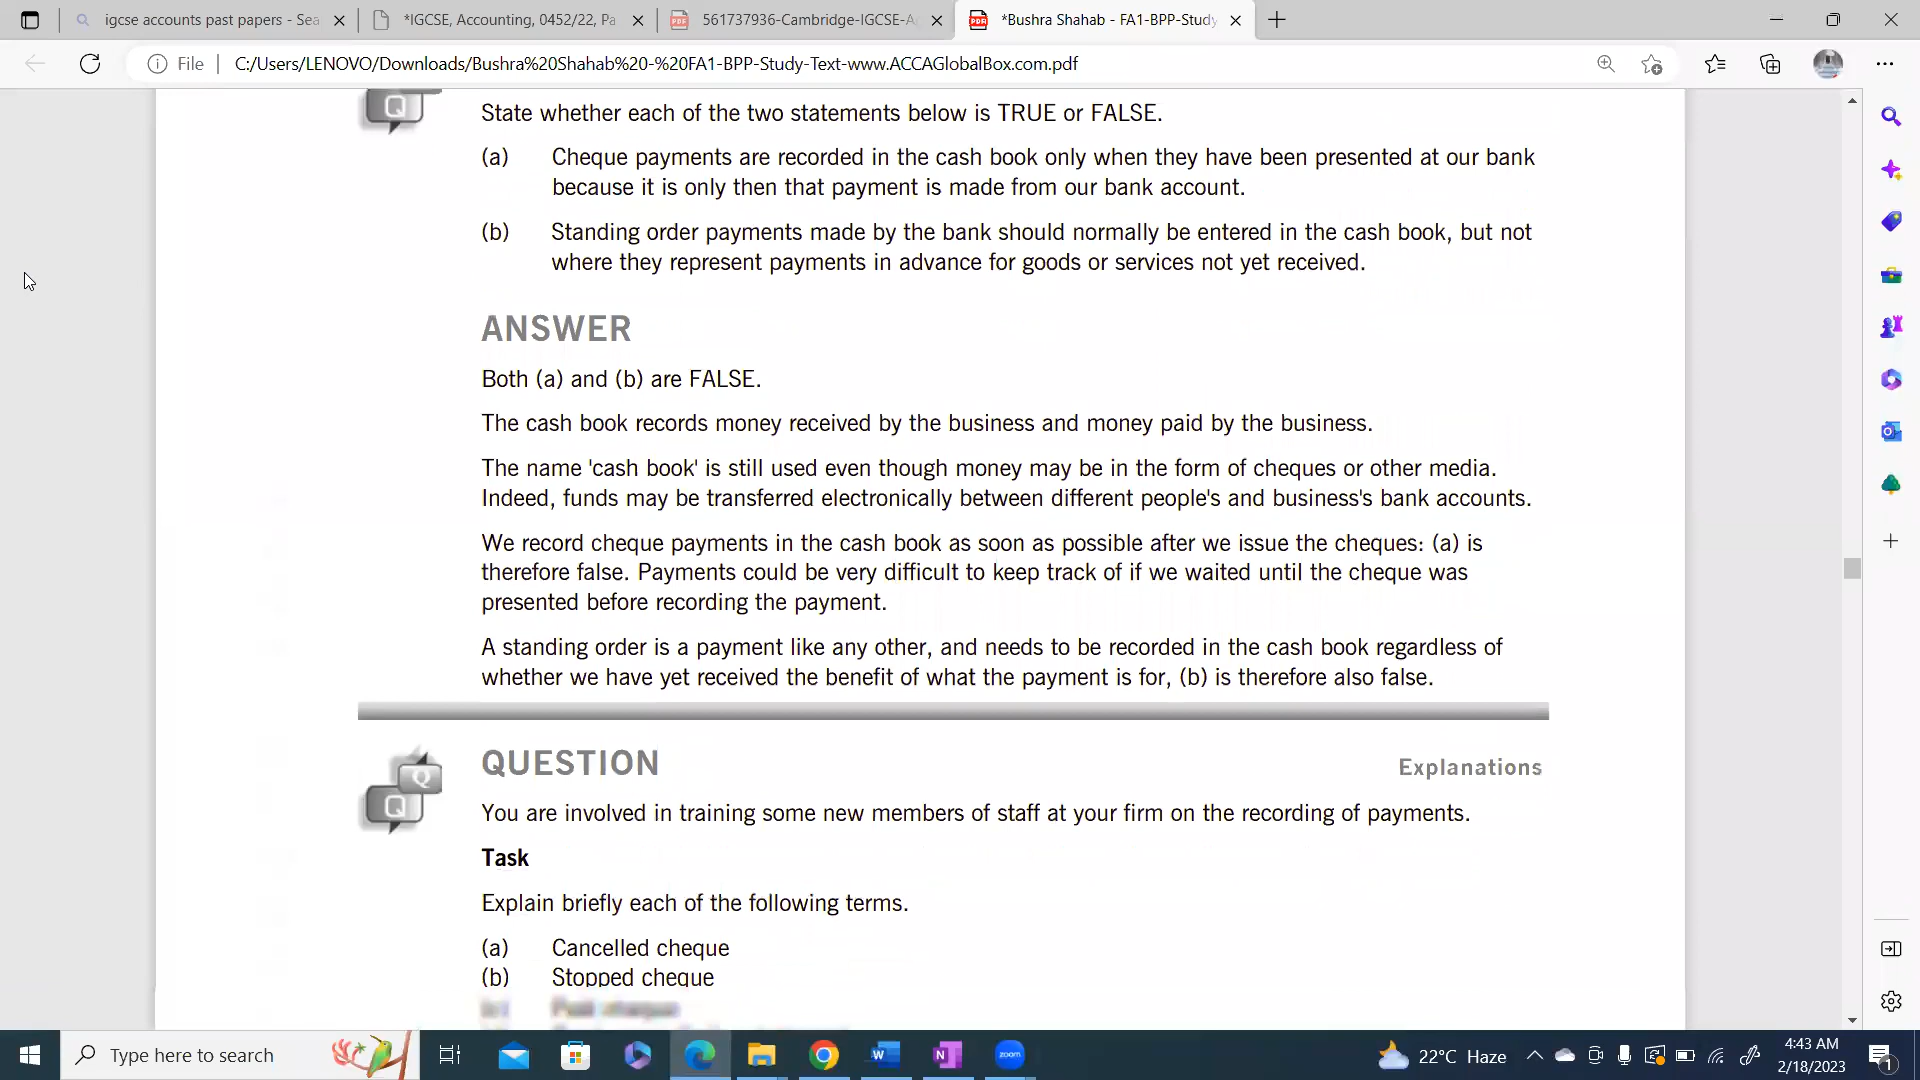 igcse accounts past papers - Sea
*IGCSE, Accounting, 0452/22, Pa
561737936-Cambridge-IGCSE-A
*Bushra Shahab - FA1-BPP-Study
File
C:/Users/LENOVO/Downloads/Bushra%20Shahab%20-%20FA1-BPP-Study-Text-www.ACCAGlobalBox.com.pdf
Q
State whether each of the two statements below is TRUE or FALSE.
(a) Cheque payments are recorded in the cash book only when they have been presented at our bank
because it is only then that payment is made from our bank account.
(b) Standing order payments made by the bank should normally be entered in the cash book, but not
where they represent payments in advance for goods or services not yet received.
ANSWER
Both (a) and (b) are FALSE.
The cash book records money received by the business and money paid by the business.
The name 'cash book' is still used even though money may be in the form of cheques or other media.
Indeed, funds may be transferred electronically between different people's and business's bank accounts.
We record cheque payments in the cash book as soon as possible after we issue the cheques: (a) is
therefore false. Payments could be very difficult to keep track of if we waited until the cheque was
presented before recording the payment.
A standing order is a payment like any other, and needs to be recorded in the cash book regardless of
whether we have yet received the benefit of what the payment is for, (b) is therefore also false.
Q
Q
QUESTION
Explanations
You are involved in training some new members of staff at your firm on the recording of payments.
Task
Explain briefly each of the following terms.
(a) Cancelled cheque
(b) Stopped cheque
Type here to search
zoom
22°C Haze
4:43 AM
2/18/2023
1